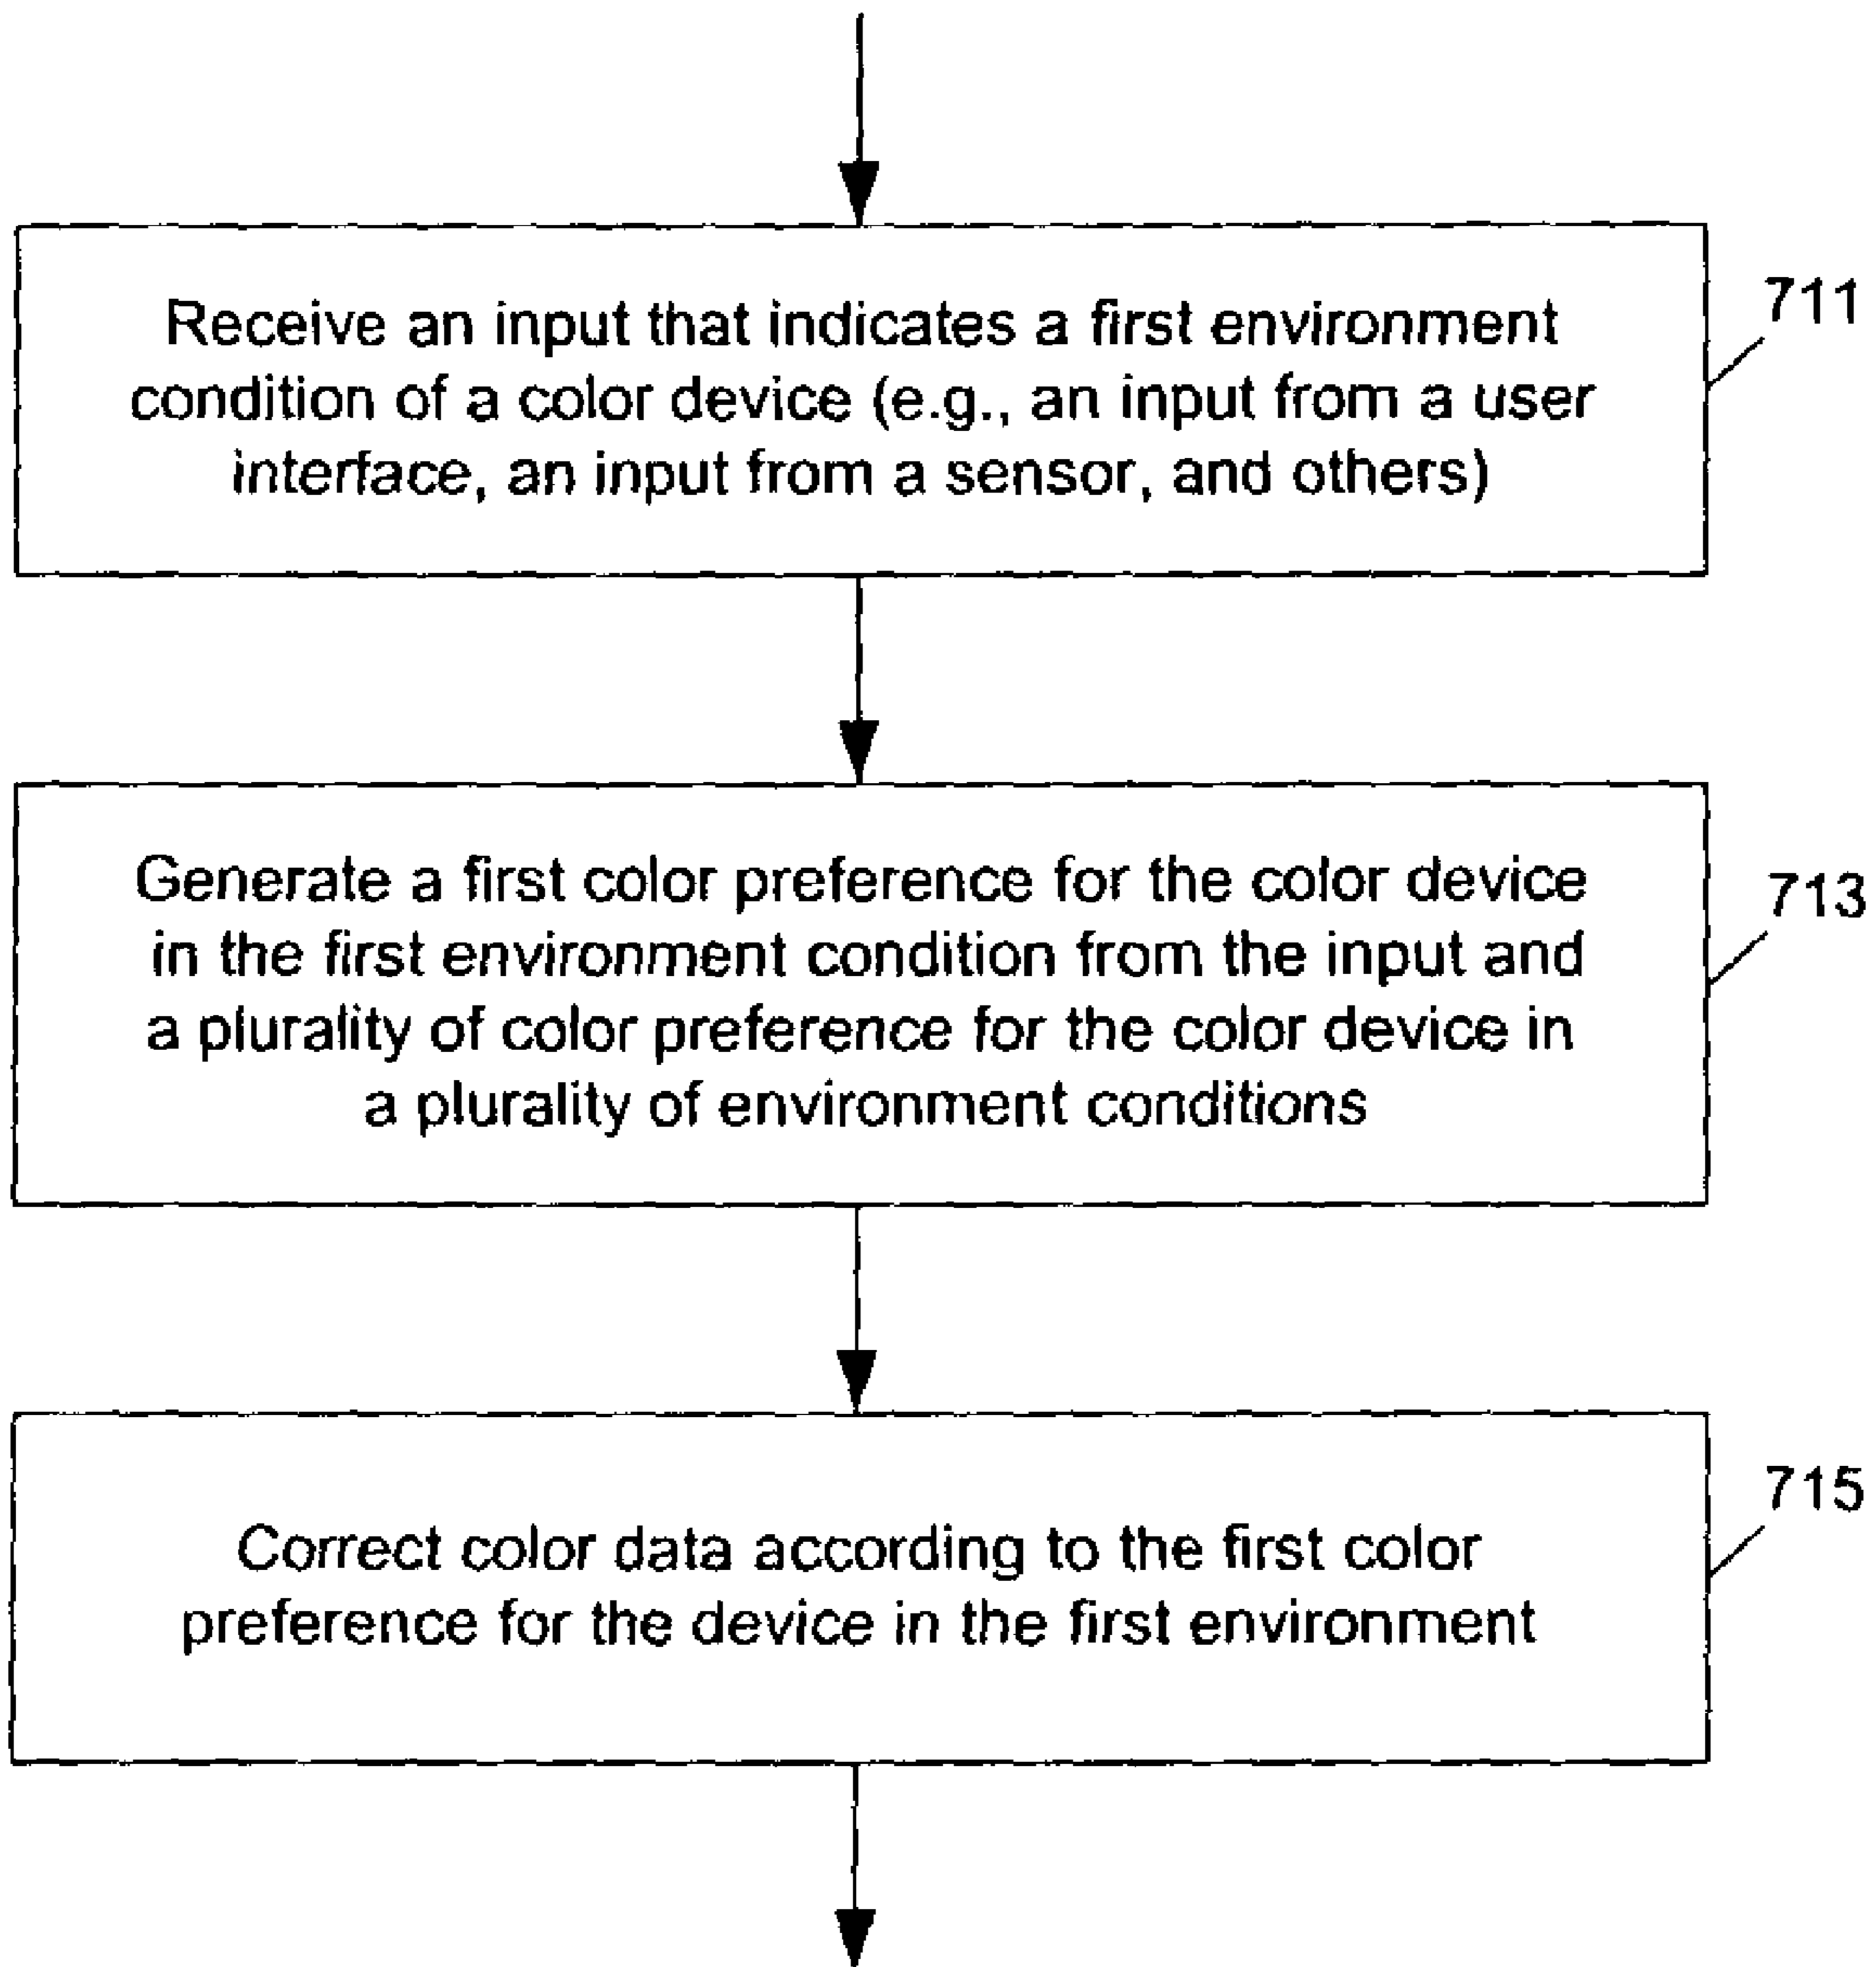 Receive an input that indicates a first environment
condition of a color device (e.g., an input from a user
interface, an input from a sensor, and others)
711
Generate a first color preference for the color device
in the first environment condition from the input and
a plurality of color preference for the color device in
a plurality of environment conditions
713
Correct color data according to the first color
preference for the device in the first environment
715